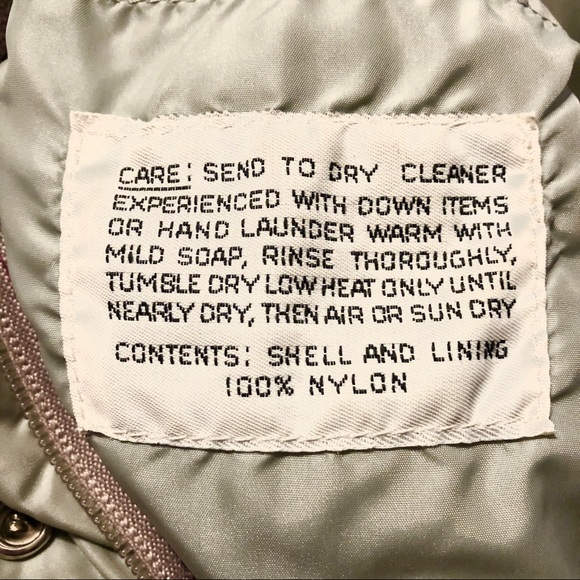 CARE: SEND TO DRY CLEANER
EXPERIENCED WITH DOWN ITEMS
OR HAND LAUNDER WARM WITH
MILD SOAP, RINSE THOROUGHLY,
TUMBLE DRY LOW HEAT ONLY UNTIL
NEARLY DRY, THEN AIR OR SUN DRY
CONTENTS: SHELL AND LINING
100% NYLON